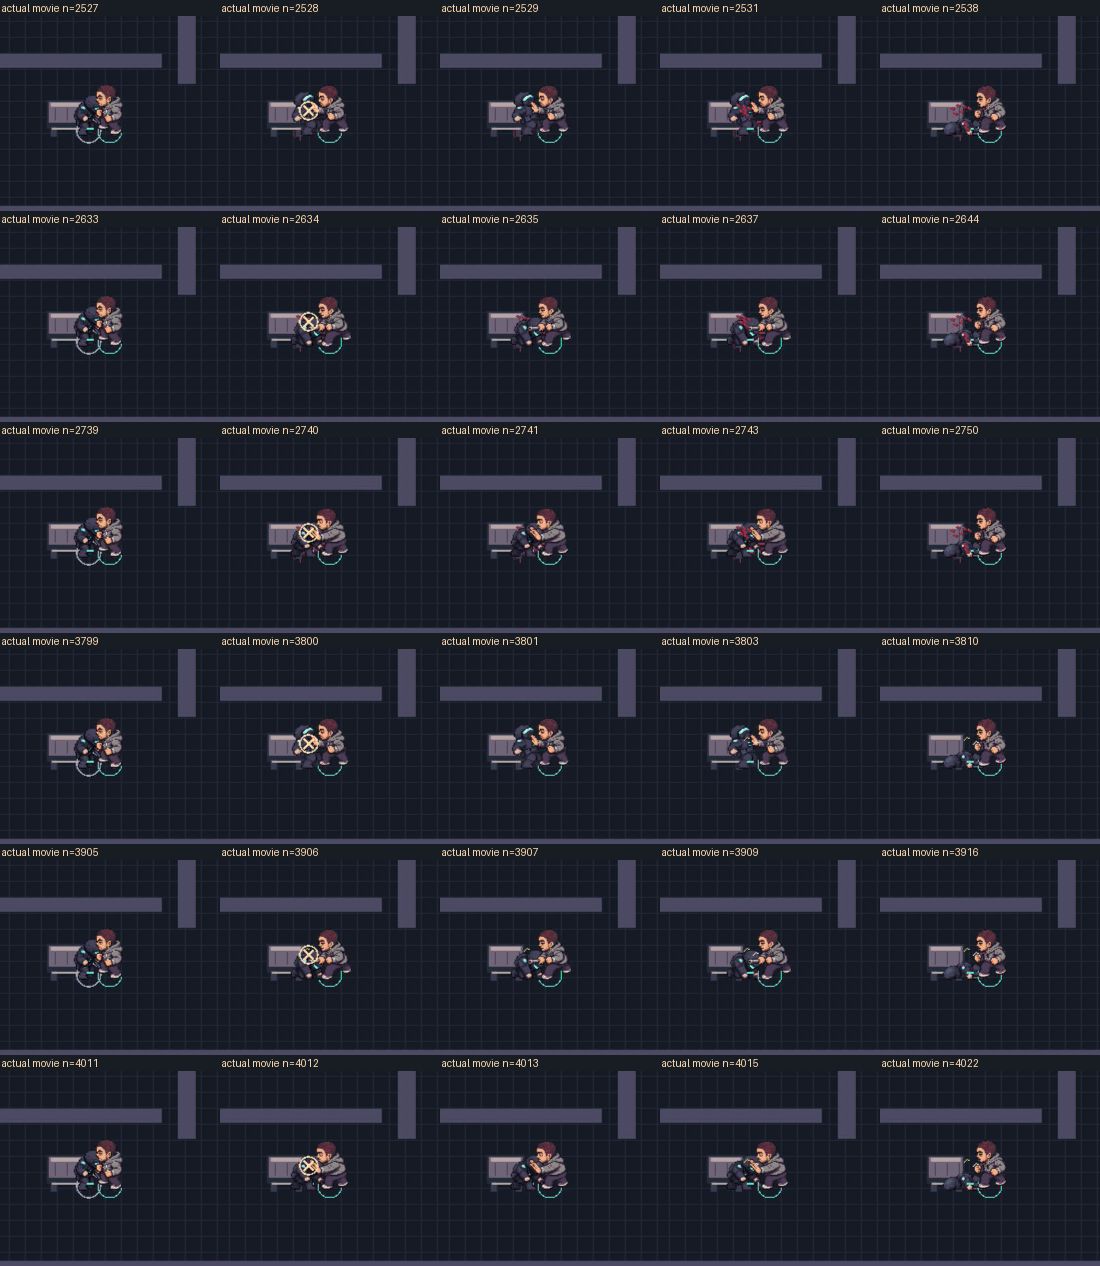 actual movie n=2527
actual movie n=2528
actual movie n=2529
actual movie n=2531
actual movie n=2538
actual movie n=2633
actual movie n=2634
actual movie n=2635
actual movie n=2637
actual movie n=2644
actual movie n=2739
actual movie n=2740
actual movie n=2741
actual movie n=2743
actual movie n=2750
actual movie n=3799
actual movie n=3800
actual movie n=3801
actual movie n=3803
actual movie n=3810
actual movie n=3905
actual movie n=3906
actual movie n=3907
actual movie n=3909
actual movie n=3916
actual movie n=4011
actual movie n=4012
actual movie n=4013
actual movie n=4015
actual movie n=4022